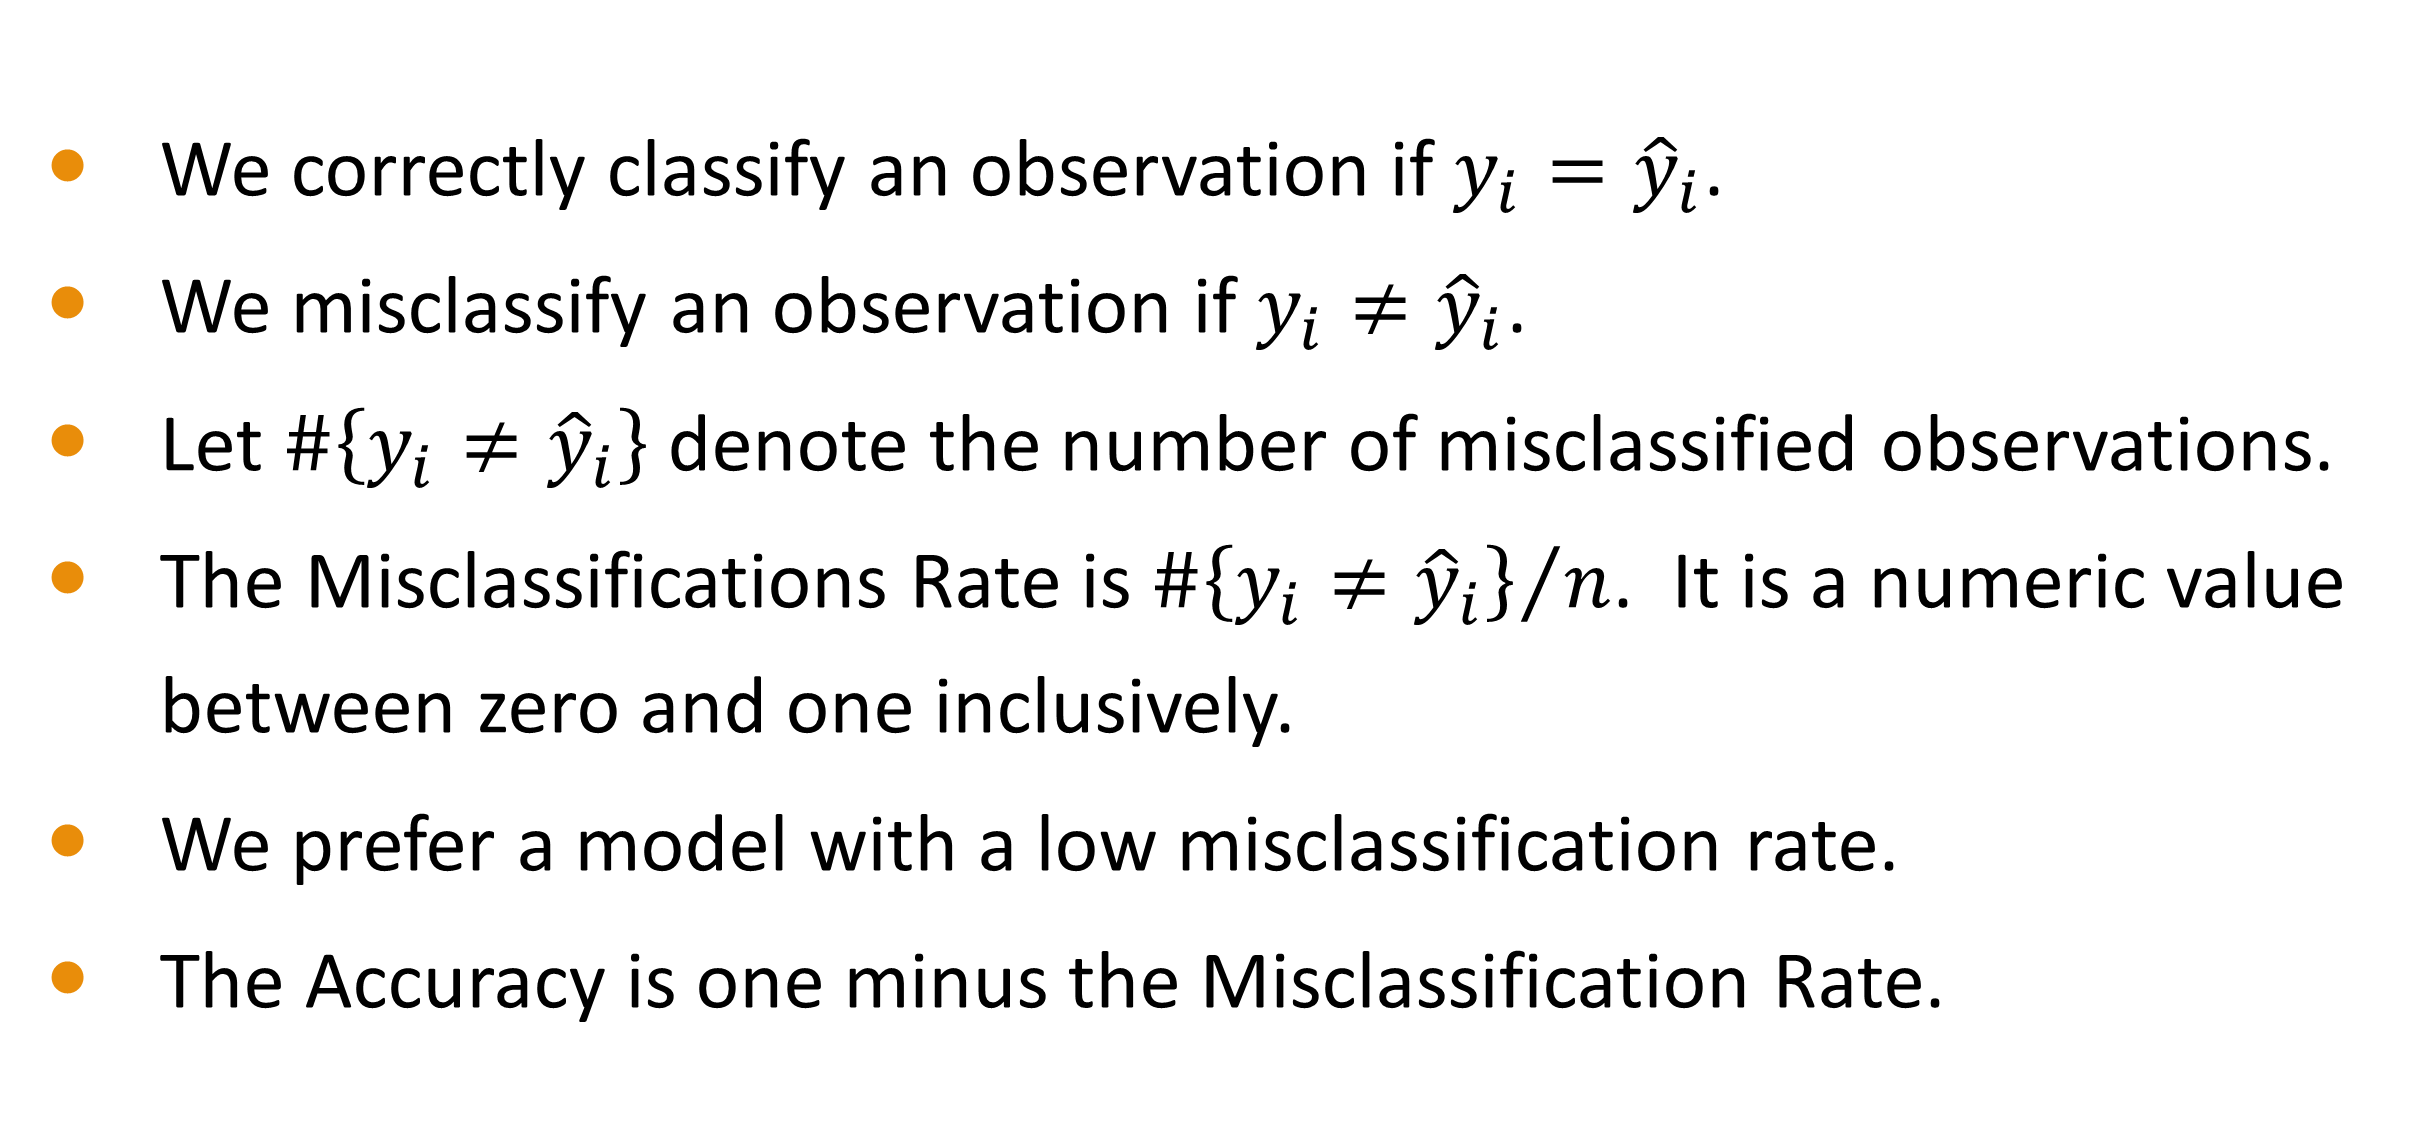 • We correctly classify an observation if 𝑦ᵢ = 𝑦̂ᵢ.
• We misclassify an observation if 𝑦ᵢ ≠ 𝑦̂ᵢ.
• Let #{𝑦ᵢ ≠ 𝑦̂ᵢ} denote the number of misclassified observations.
• The Misclassifications Rate is #{𝑦ᵢ ≠ 𝑦̂ᵢ}/𝑛. It is a numeric value
between zero and one inclusively.
• We prefer a model with a low misclassification rate.
• The Accuracy is one minus the Misclassification Rate.